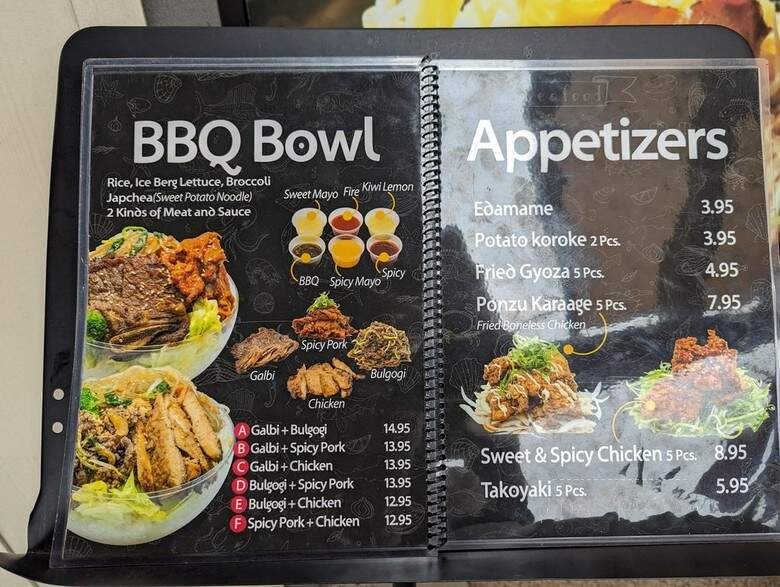 BBQ Bowl
Rice, Ice Berg Lettuce, Broccoli
Japchea(Sweet Potato Noodle)
2 Kinds of Meat and Sauce
Sweet Mayo Fire Kiwi Lemon
BBQ Spicy Mayo Spicy
Spicy Pork
Galbi
Bulgogi
Chicken
A Galbi + Bulgogi 14.95
B Galbi + Spicy Pork 13.95
C Galbi + Chicken 13.95
D Bulgogi + Spicy Pork 13.95
E Bulgogi + Chicken 12.95
F Spicy Pork + Chicken 12.95
Appetizers
Edamame 3.95
Potato koroke 2 Pcs. 3.95
Fried Gyoza 5 Pcs. 4.95
Ponzu Karaage 5 Pcs. 7.95
Fried Boneless Chicken
Sweet & Spicy Chicken 5 Pcs. 8.95
Takoyaki 5 Pcs. 5.95